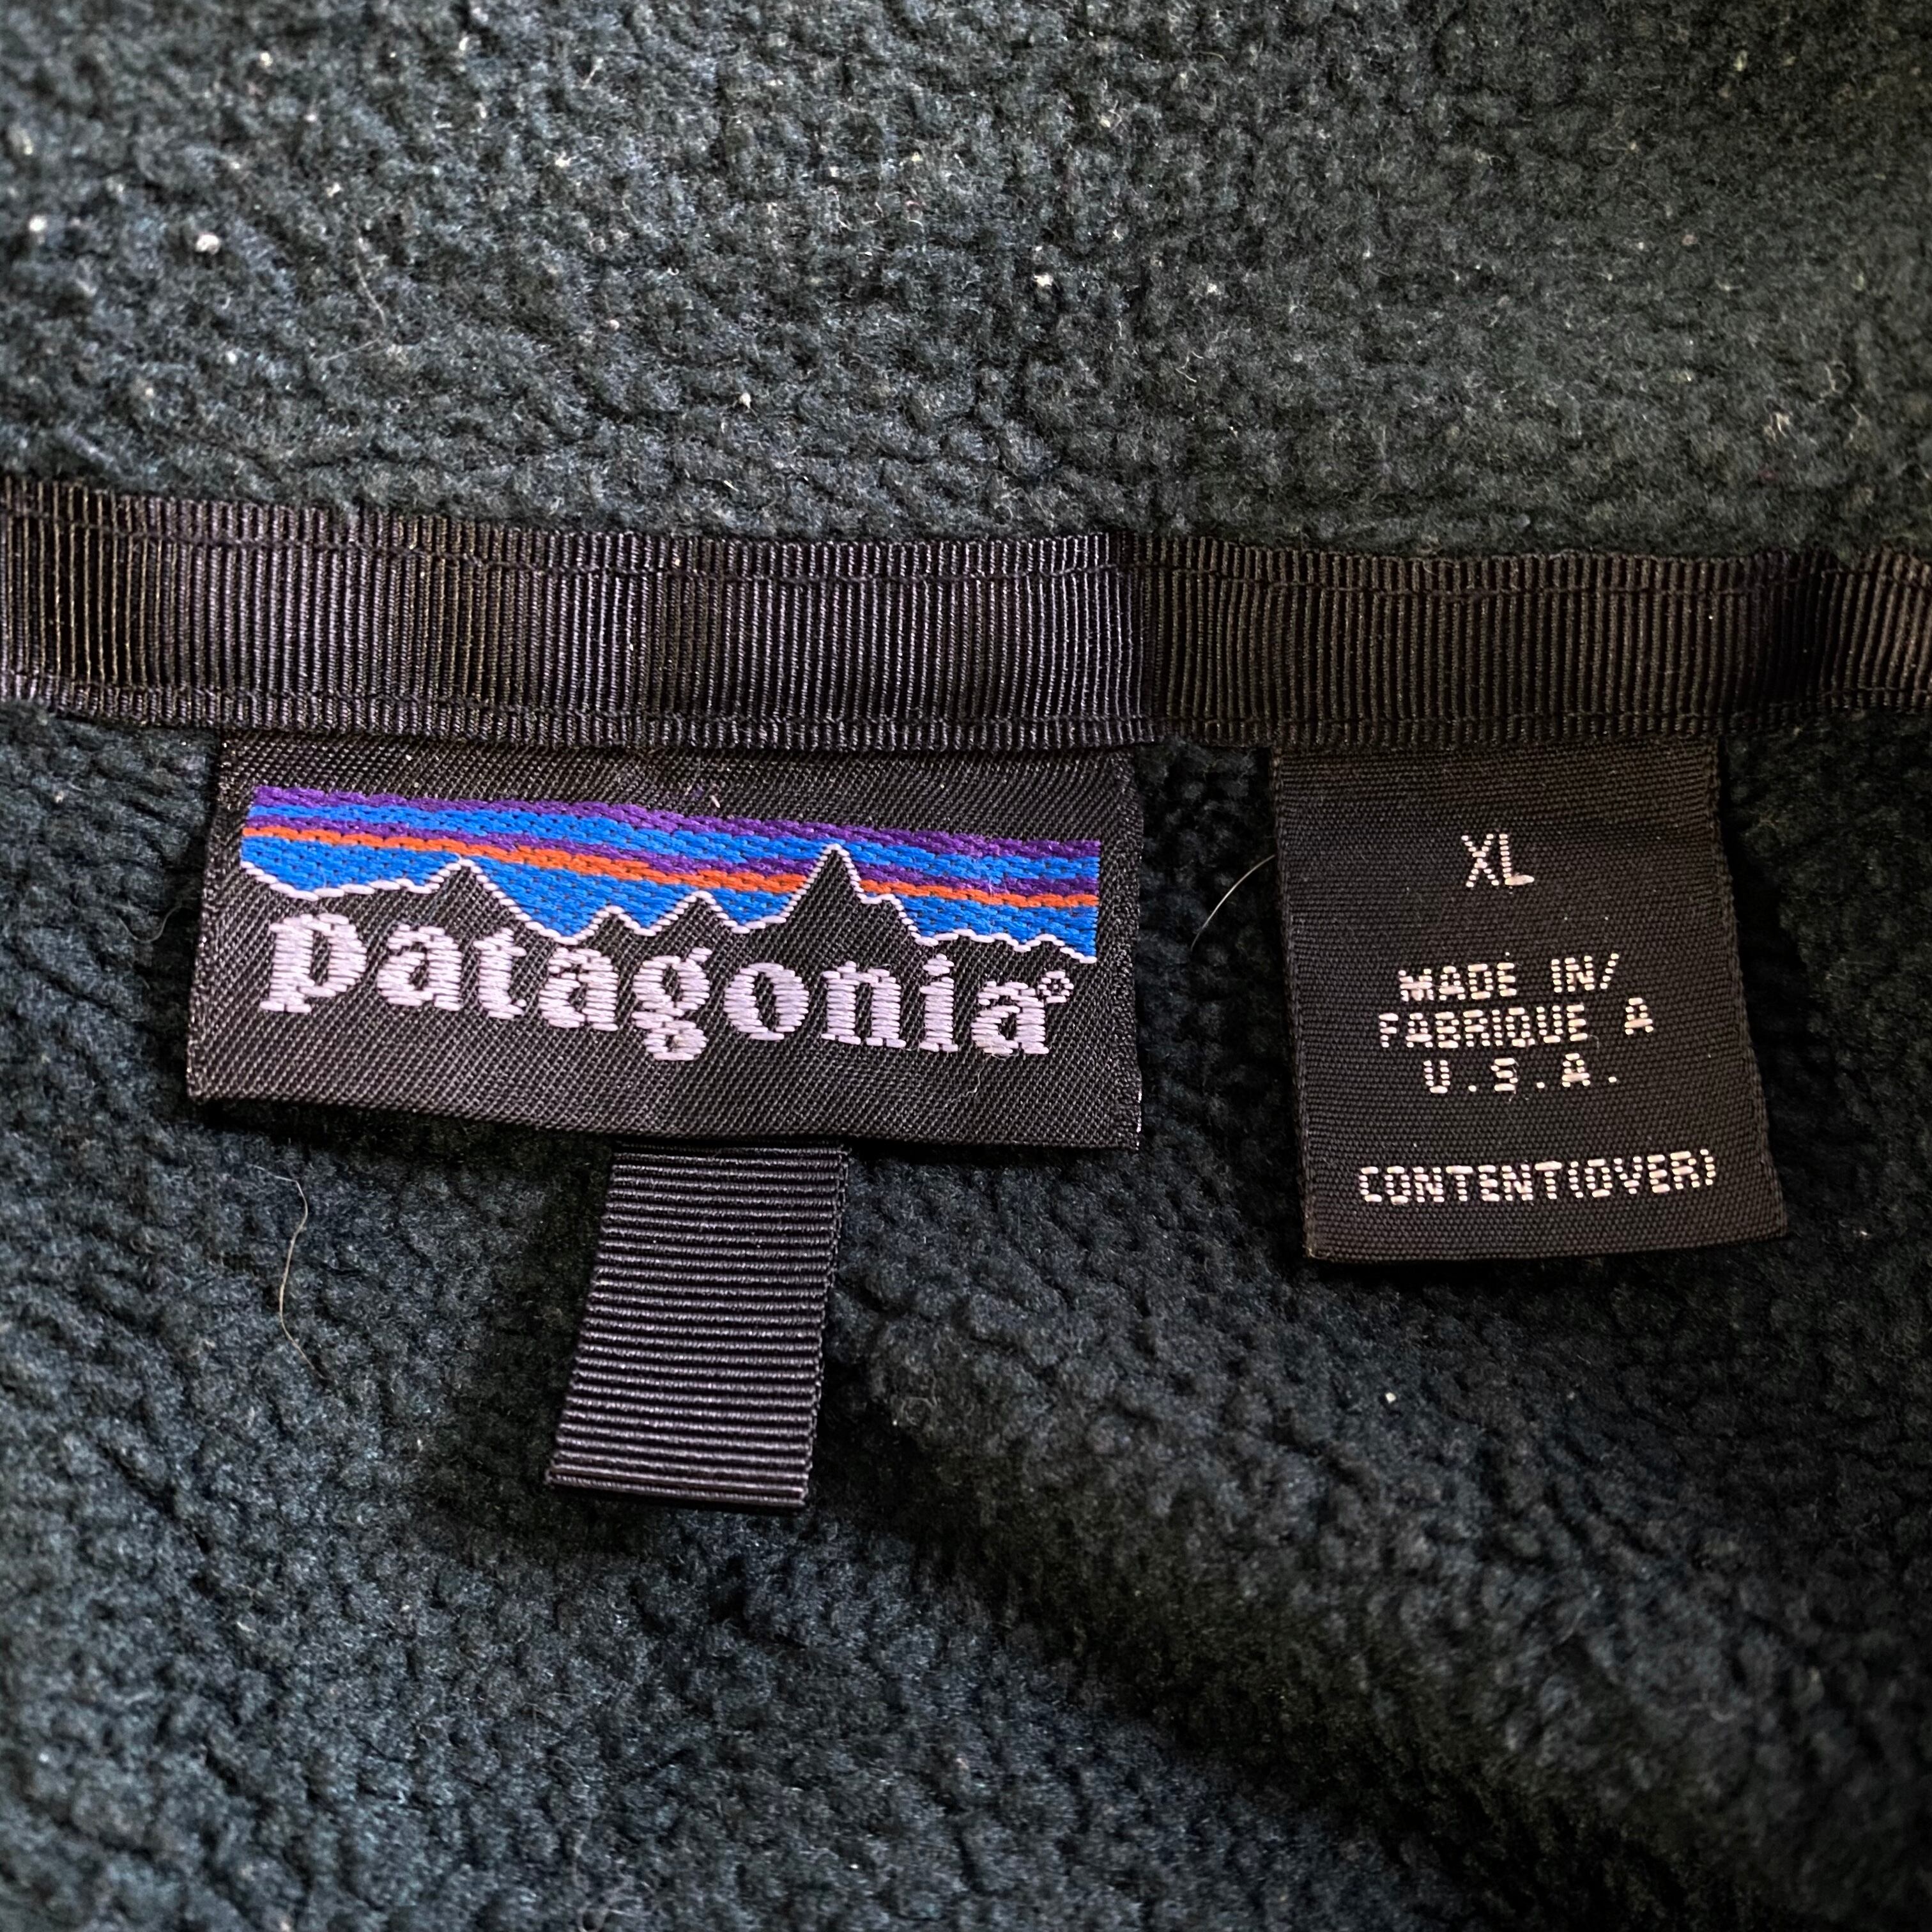 patagonia®
XL
MADE IN/
FABRIQUE A
U.S.A.
CONTENT(OVER)